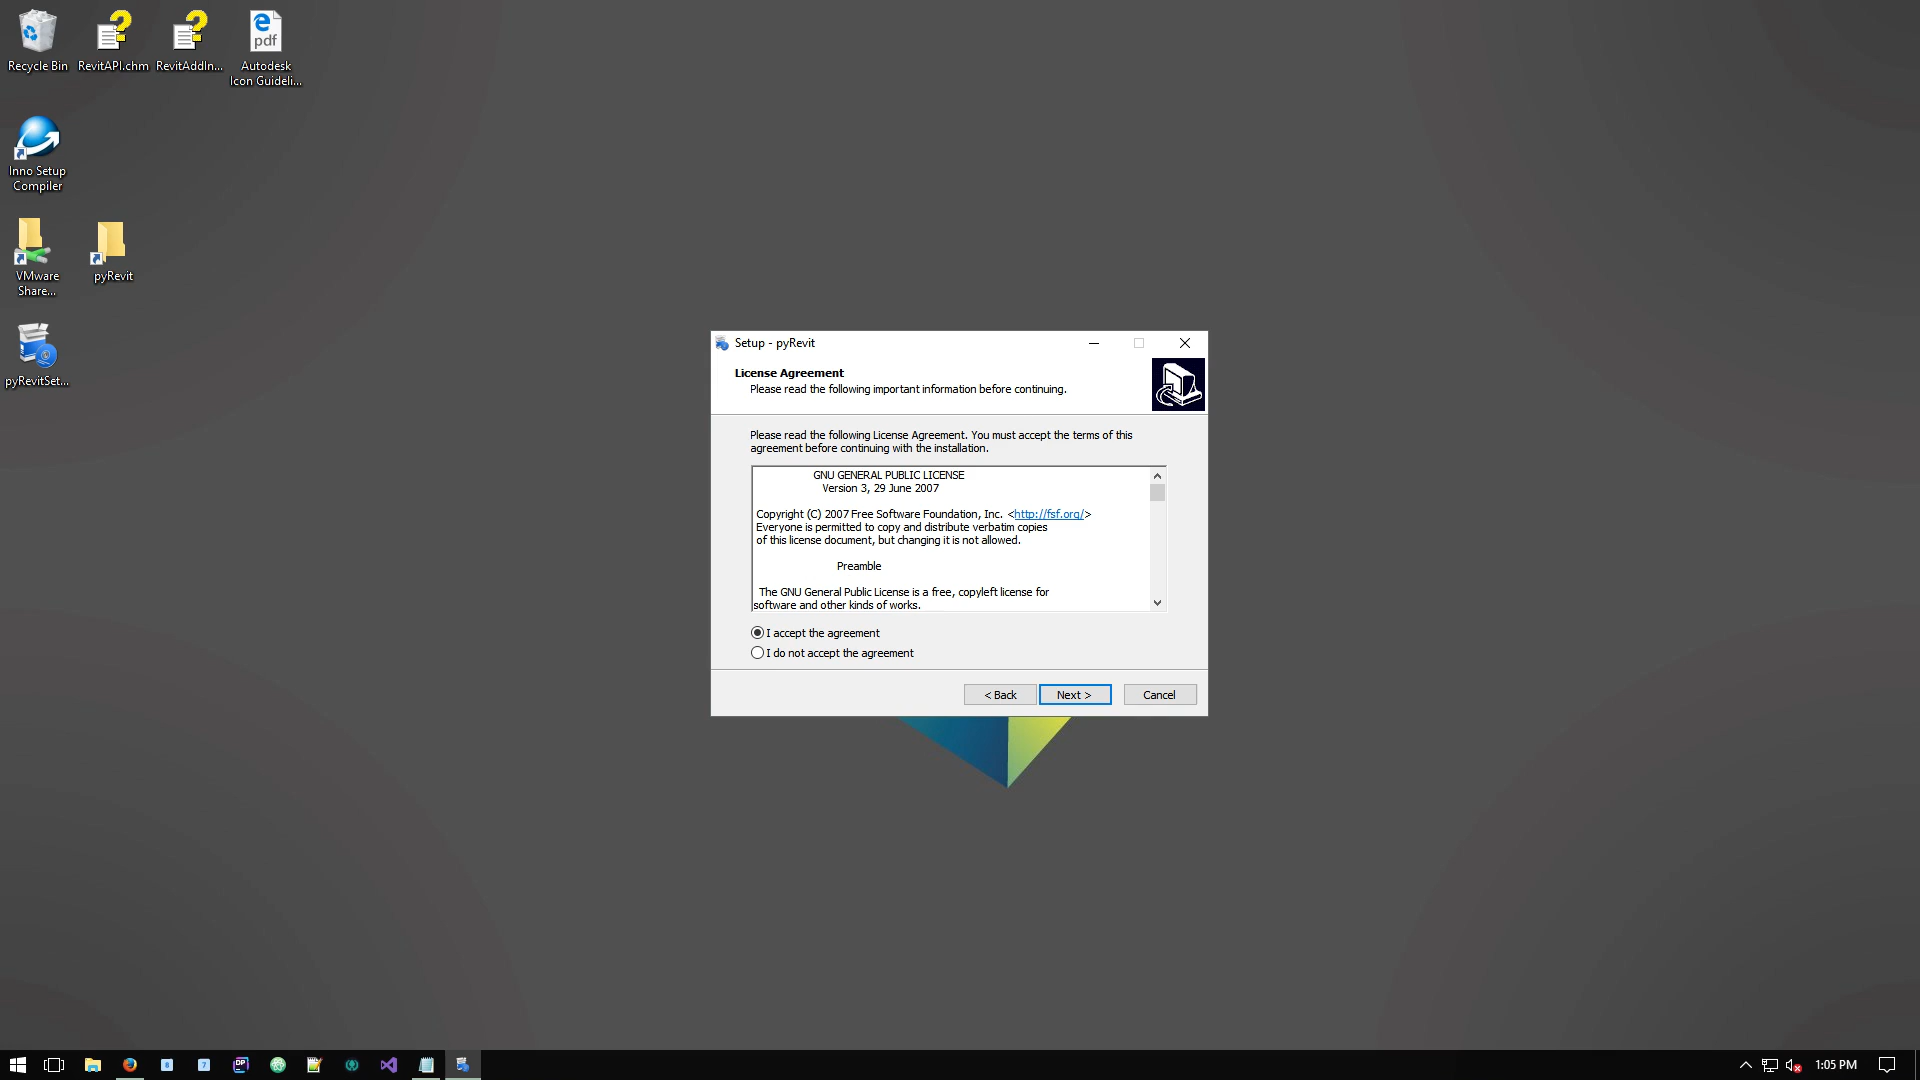 Recycle Bin
RevitAPI.chm
RevitAddIn...
pdf
Autodesk
Icon Guideli...
Inno Setup
Compiler
VMware
Share...
pyRevit
pyRevitSet...
Setup - pyRevit
License Agreement
Please read the following important information before continuing.
Please read the following License Agreement. You must accept the terms of this
agreement before continuing with the installation.
GNU GENERAL PUBLIC LICENSE
Version 3, 29 June 2007
Copyright (C) 2007 Free Software Foundation, Inc. <http://fsf.org/>
Everyone is permitted to copy and distribute verbatim copies
of this license document, but changing it is not allowed.
Preamble
The GNU General Public License is a free, copyleft license for
software and other kinds of works.
I accept the agreement
I do not accept the agreement
< Back
Next >
Cancel
8
7
DP
1:05 PM